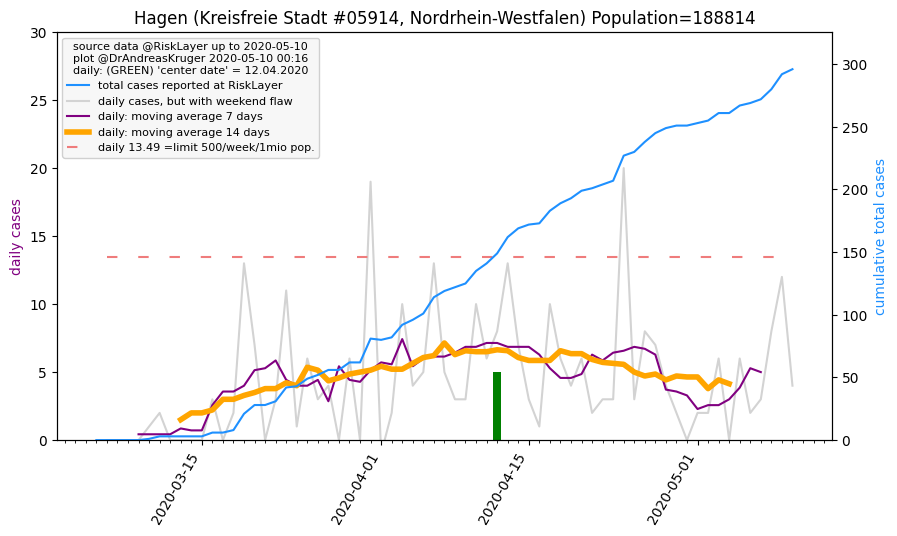 Hagen (Kreisfreie Stadt #05914, Nordrhein-Westfalen) Population=188814
source data @RiskLayer up to 2020-05-10
plot @DrAndreasKruger 2020-05-10 00:16
daily: (GREEN) 'center date' = 12.04.2020
total cases reported at RiskLayer
daily cases, but with weekend flaw
daily: moving average 7 days
daily: moving average 14 days
daily 13.49 =limit 500/week/1mio pop.
daily cases
30
25
20
15
10
5
0
300
250
200
150
100
50
0
cumulative total cases
2020-03-15
2020-04-01
2020-04-15
2020-05-01